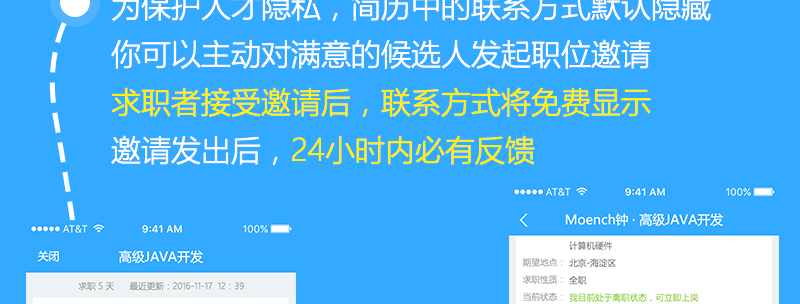 为保护人才隐私，简历中的联系方式默认隐藏
你可以主动对满意的候选人发起职位邀请
求职者接受邀请后，联系方式将免费显示
邀请发出后，24小时内必有反馈
AT&T 9:41 AM 100%
关闭 高级JAVA开发
求职 5 天 最近更新：2016-11-17 12：39
AT&T 9:41 AM 100%
Moench钟 · 高级JAVA开发
计算机硬件
期望地点： 北京-海淀区
求职性质： 全职
当前状态： 我目前处于离职状态，可立即上岗